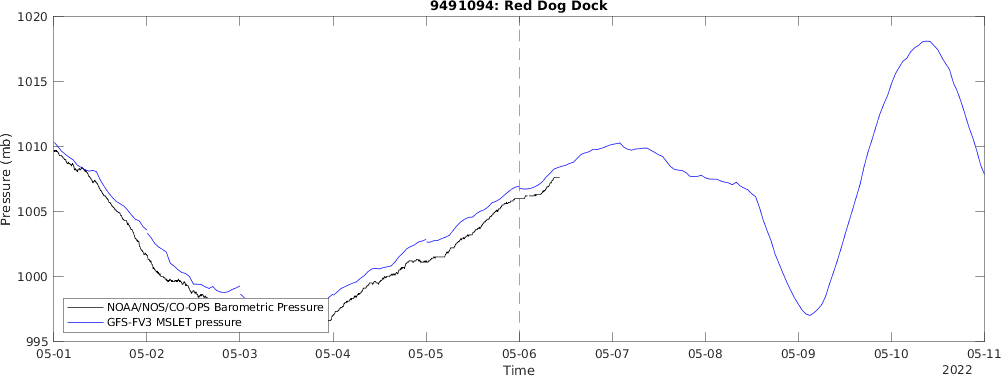 9491094: Red Dog Dock
1020
1015
1010
1005
1000
995
Pressure (mb)
NOAA/NOS/CO-OPS Barometric Pressure
GFS-FV3 MSLET pressure
05-01 05-02 05-03 05-04 05-05 05-06 05-07 05-08 05-09 05-10 05-11
Time
2022